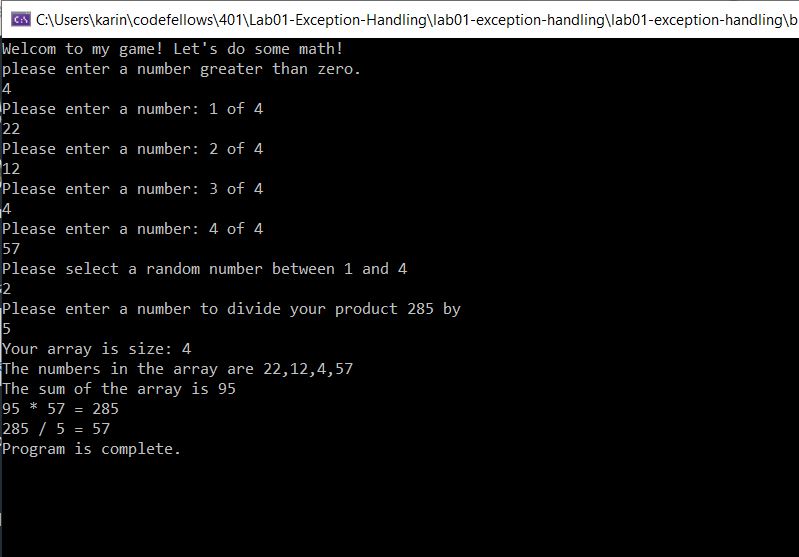 C:\Users\karin\codefellows\401\Lab01-Exception-Handling\lab01-exception-handling\lab01-exception-handling\b
Welcom to my game! Let's do some math!
please enter a number greater than zero.
4
Please enter a number: 1 of 4
22
Please enter a number: 2 of 4
12
Please enter a number: 3 of 4
4
Please enter a number: 4 of 4
57
Please select a random number between 1 and 4
2
Please enter a number to divide your product 285 by
5
Your array is size: 4
The numbers in the array are 22,12,4,57
The sum of the array is 95
95 * 57 = 285
285 / 5 = 57
Program is complete.